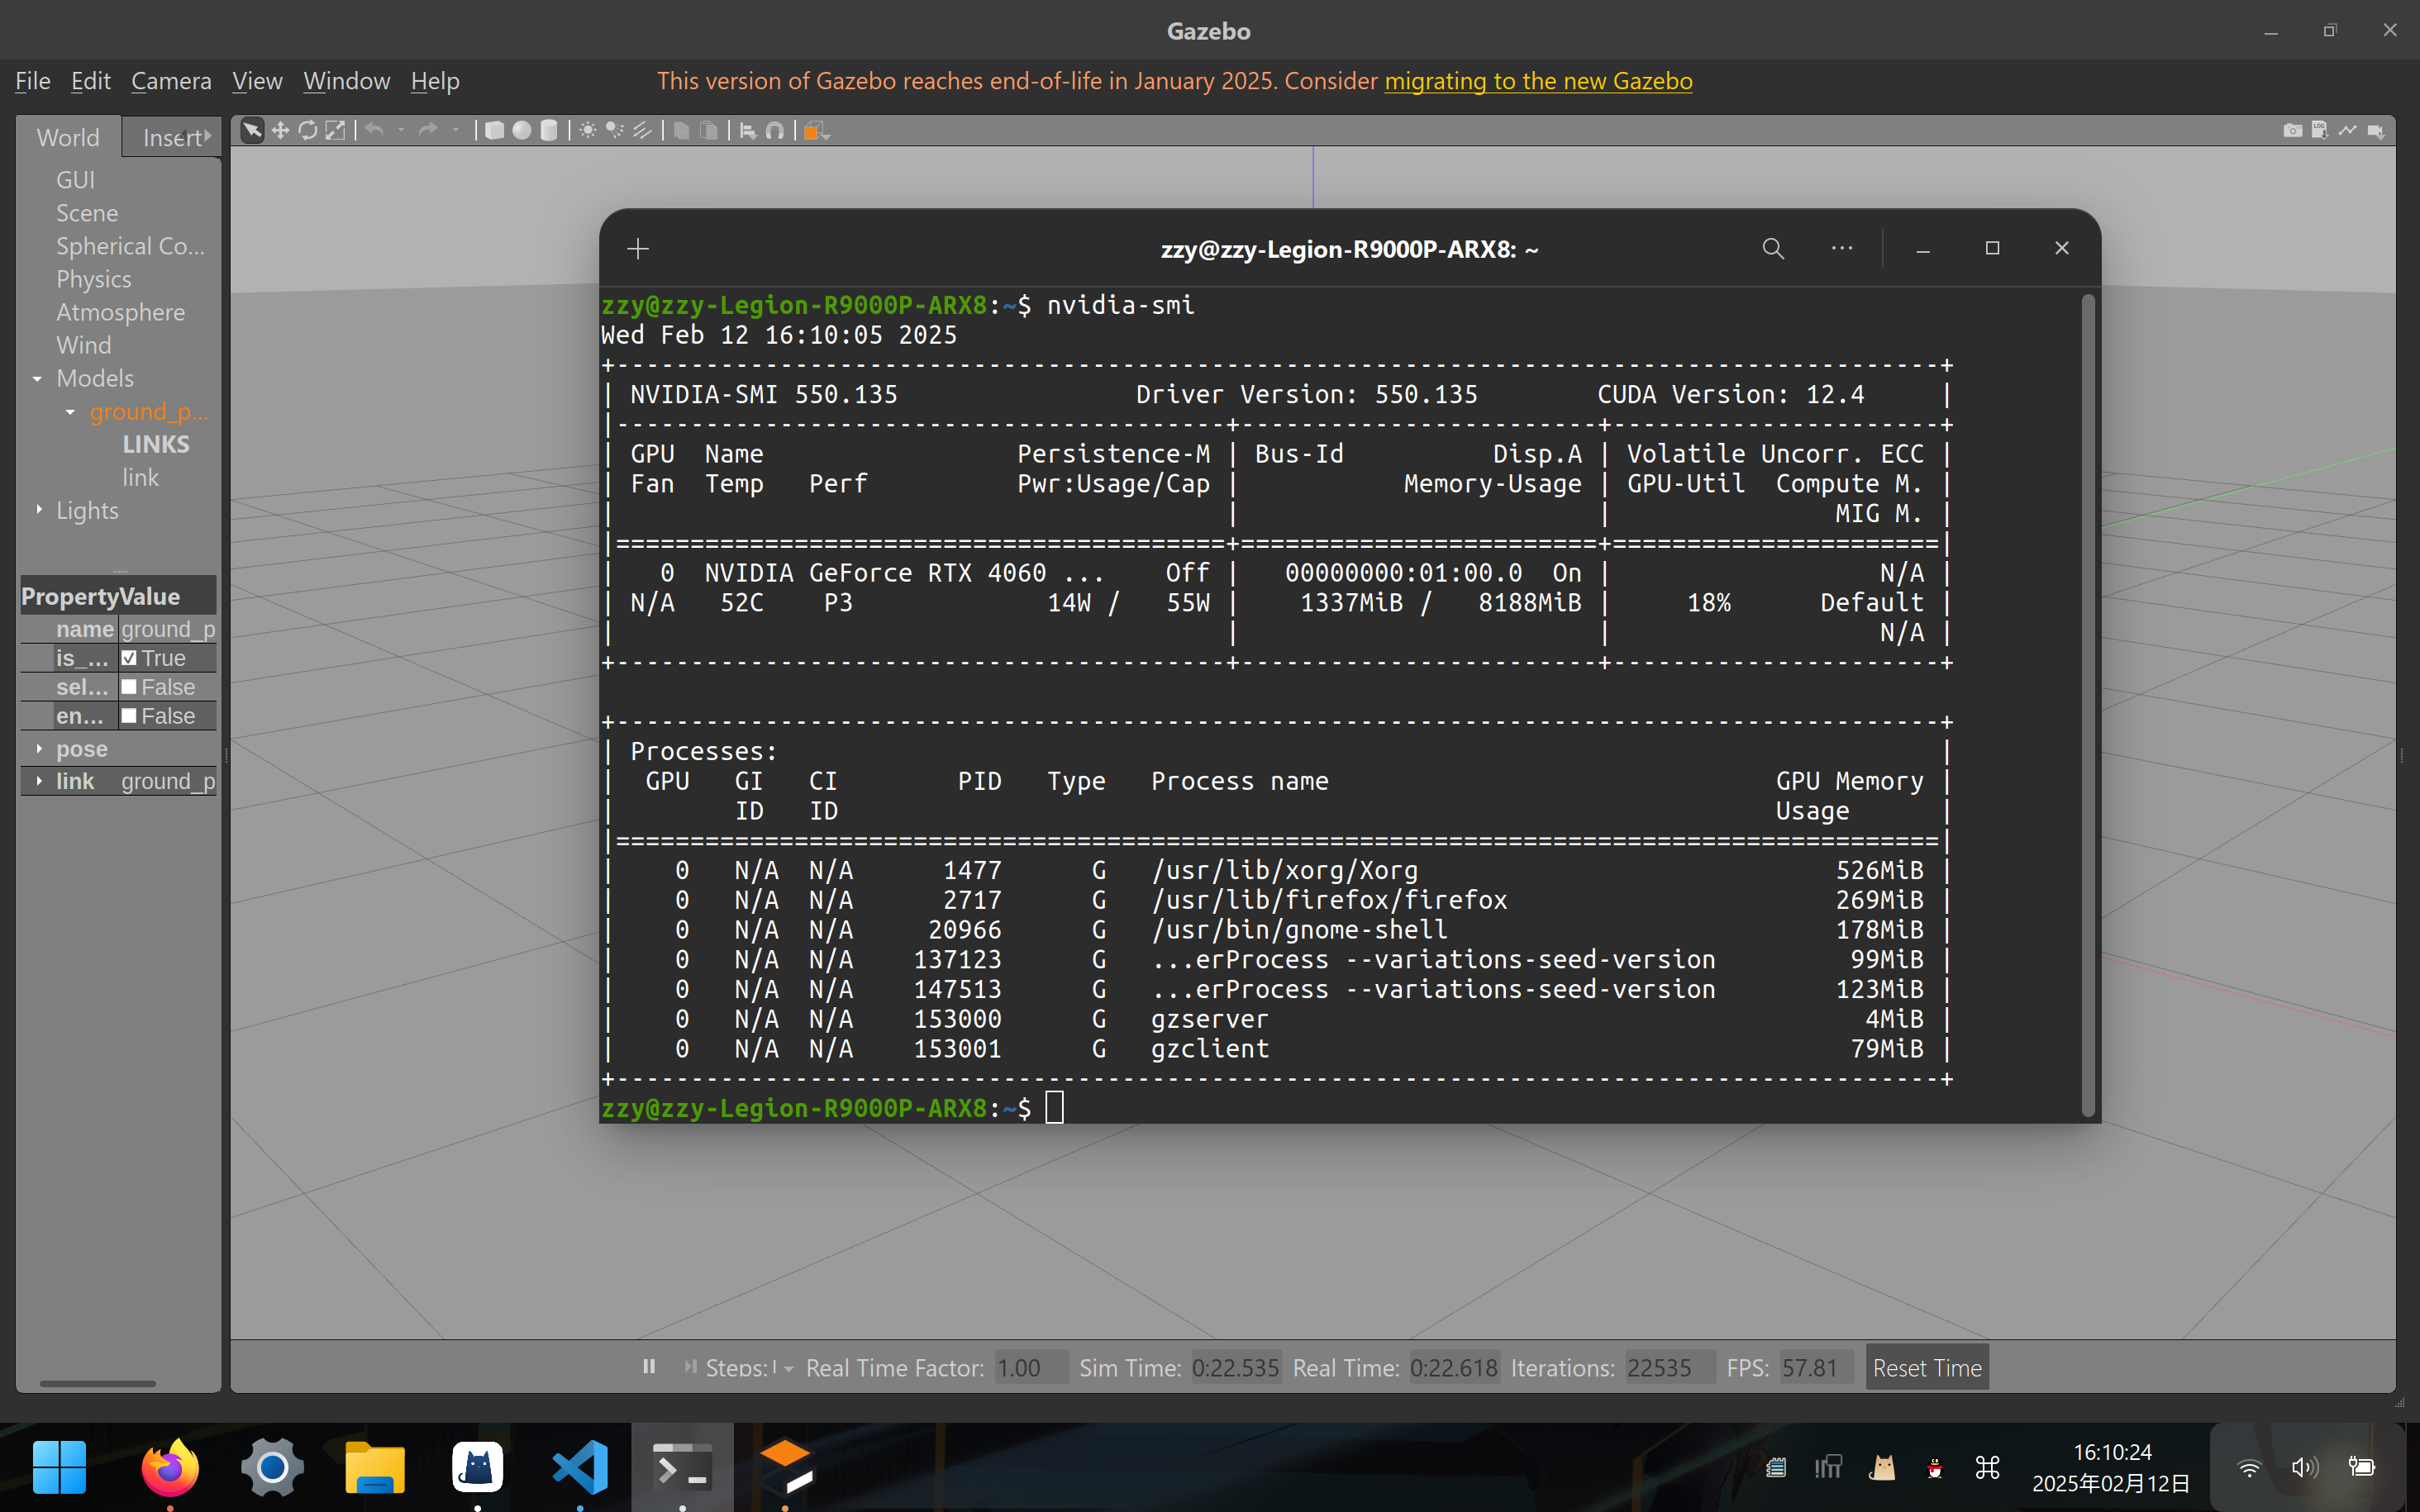 Gazebo
File Edit Camera View Window Help
This version of Gazebo reaches end-of-life in January 2025. Consider migrating to the new Gazebo
World
Insert
GUI
Scene
Spherical Co...
Physics
Atmosphere
Wind
Models
ground_p...
LINKS
link
Lights
Property Value
name ground_p
is_... True
sel... False
en... False
pose
link ground_p
zzy@zzy-Legion-R9000P-ARX8: ~
zzy@zzy-Legion-R9000P-ARX8:~$ nvidia-smi
Wed Feb 12 16:10:05 2025
+-----------------------------------------------------------------------------------------+
| NVIDIA-SMI 550.135                Driver Version: 550.135        CUDA Version: 12.4     |
|-----------------------------------------+------------------------+----------------------+
| GPU  Name                 Persistence-M | Bus-Id          Disp.A | Volatile Uncorr. ECC |
| Fan  Temp   Perf          Pwr:Usage/Cap |           Memory-Usage | GPU-Util  Compute M. |
|                                         |                        |               MIG M. |
|=========================================+========================+======================|
|   0  NVIDIA GeForce RTX 4060 ...    Off |   00000000:01:00.0  On |                  N/A |
| N/A   52C    P3             14W /   55W |    1337MiB /   8188MiB |     18%      Default |
|                                         |                        |                  N/A |
+-----------------------------------------+------------------------+----------------------+
+-----------------------------------------------------------------------------------------+
| Processes:                                                                              |
|  GPU   GI   CI        PID   Type   Process name                              GPU Memory |
|        ID   ID                                                               Usage      |
|=========================================================================================|
|    0   N/A  N/A      1477      G   /usr/lib/xorg/Xorg                            526MiB |
|    0   N/A  N/A      2717      G   /usr/lib/firefox/firefox                      269MiB |
|    0   N/A  N/A     20966      G   /usr/bin/gnome-shell                          178MiB |
|    0   N/A  N/A    137123      G   ...erProcess --variations-seed-version         99MiB |
|    0   N/A  N/A    147513      G   ...erProcess --variations-seed-version        123MiB |
|    0   N/A  N/A    153000      G   gzserver                                        4MiB |
|    0   N/A  N/A    153001      G   gzclient                                       79MiB |
+-----------------------------------------------------------------------------------------+
zzy@zzy-Legion-R9000P-ARX8:~$
Steps: Real Time Factor: 1.00 Sim Time: 0:22.535 Real Time: 0:22.618 Iterations: 22535 FPS: 57.81 Reset Time
16:10:24
2025年02月12日